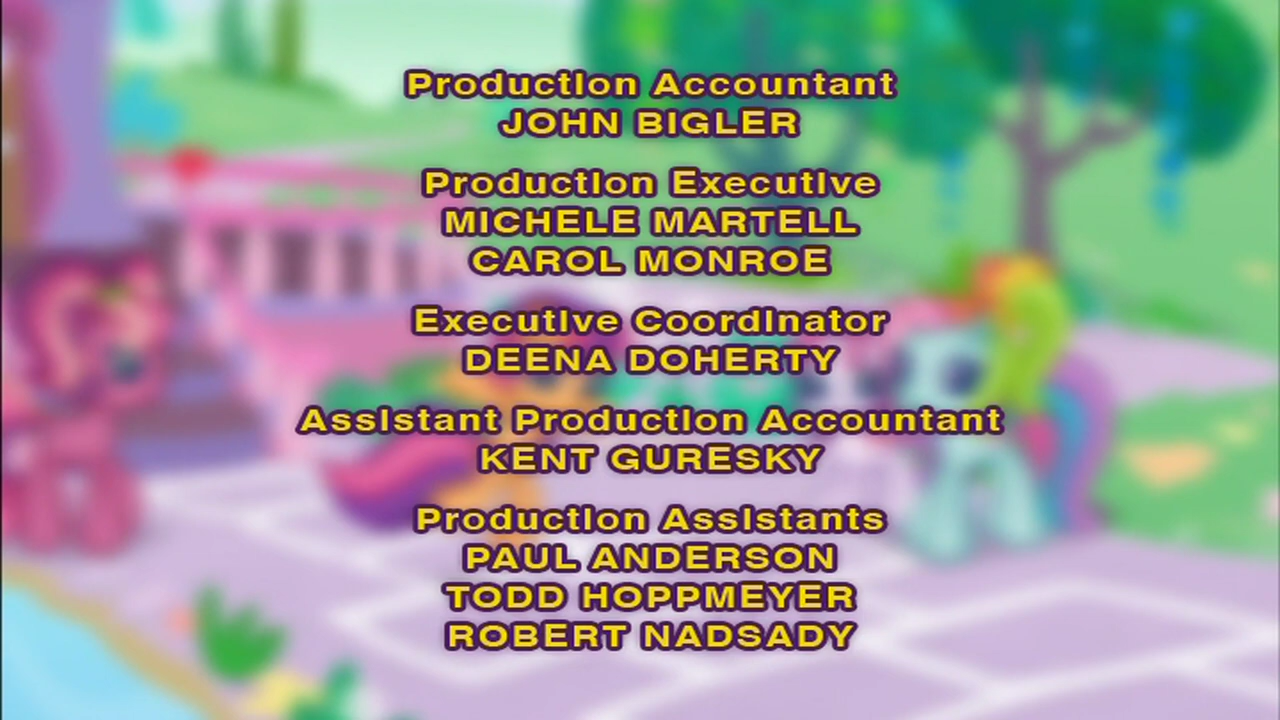 Production Accountant
JOHN BIGLER
Production Executive
MICHELE MARTELL
CAROL MONROE
Executive Coordinator
DEENA DOHERTY
Assistant Production Accountant
KENT GURESKY
Production Assistants
PAUL ANDERSON
TODD HOPPMEYER
ROBERT NADSADY